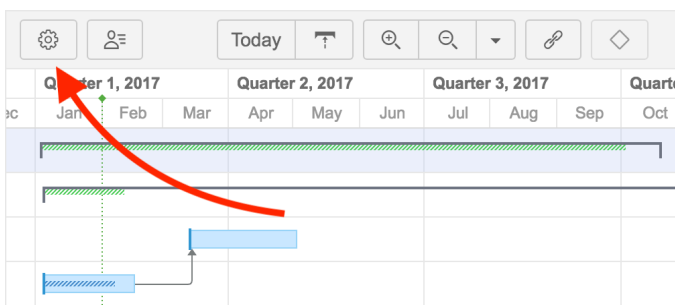 Today
Quarter 1, 2017 Quarter 2, 2017 Quarter 3, 2017
Jan Feb Mar Apr May Jun Jul Aug Sep Oct